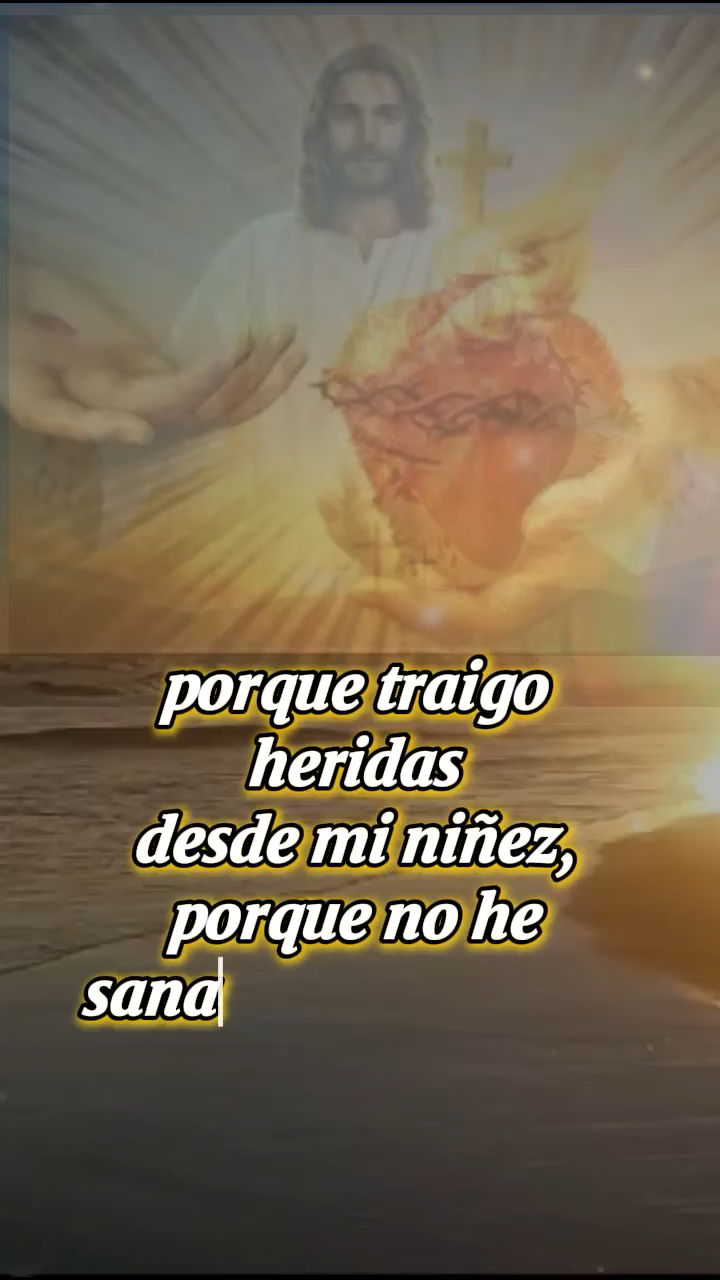 porque traigo
heridas
desde mi niñez,
porque no he
sana